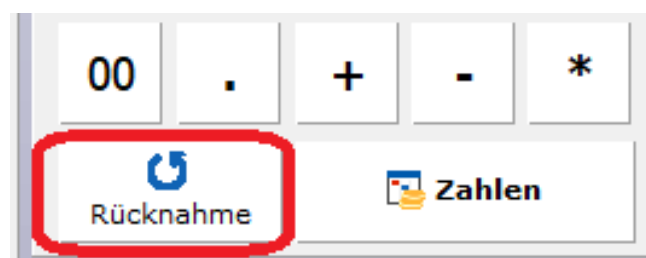 00 . + - *
Rücknahme Zahlen